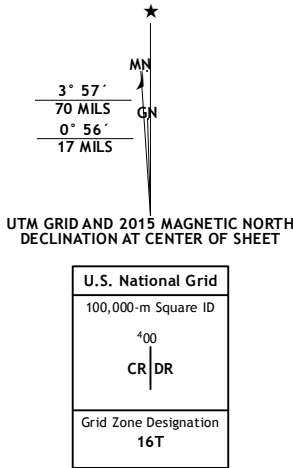 ★
MN
3° 57´
70 MILS
GN
0° 56´
17 MILS
UTM GRID AND 2015 MAGNETIC NORTH
DECLINATION AT CENTER OF SHEET
U.S. National Grid
100,000-m Square ID
⁴00
CR DR
Grid Zone Designation
16T